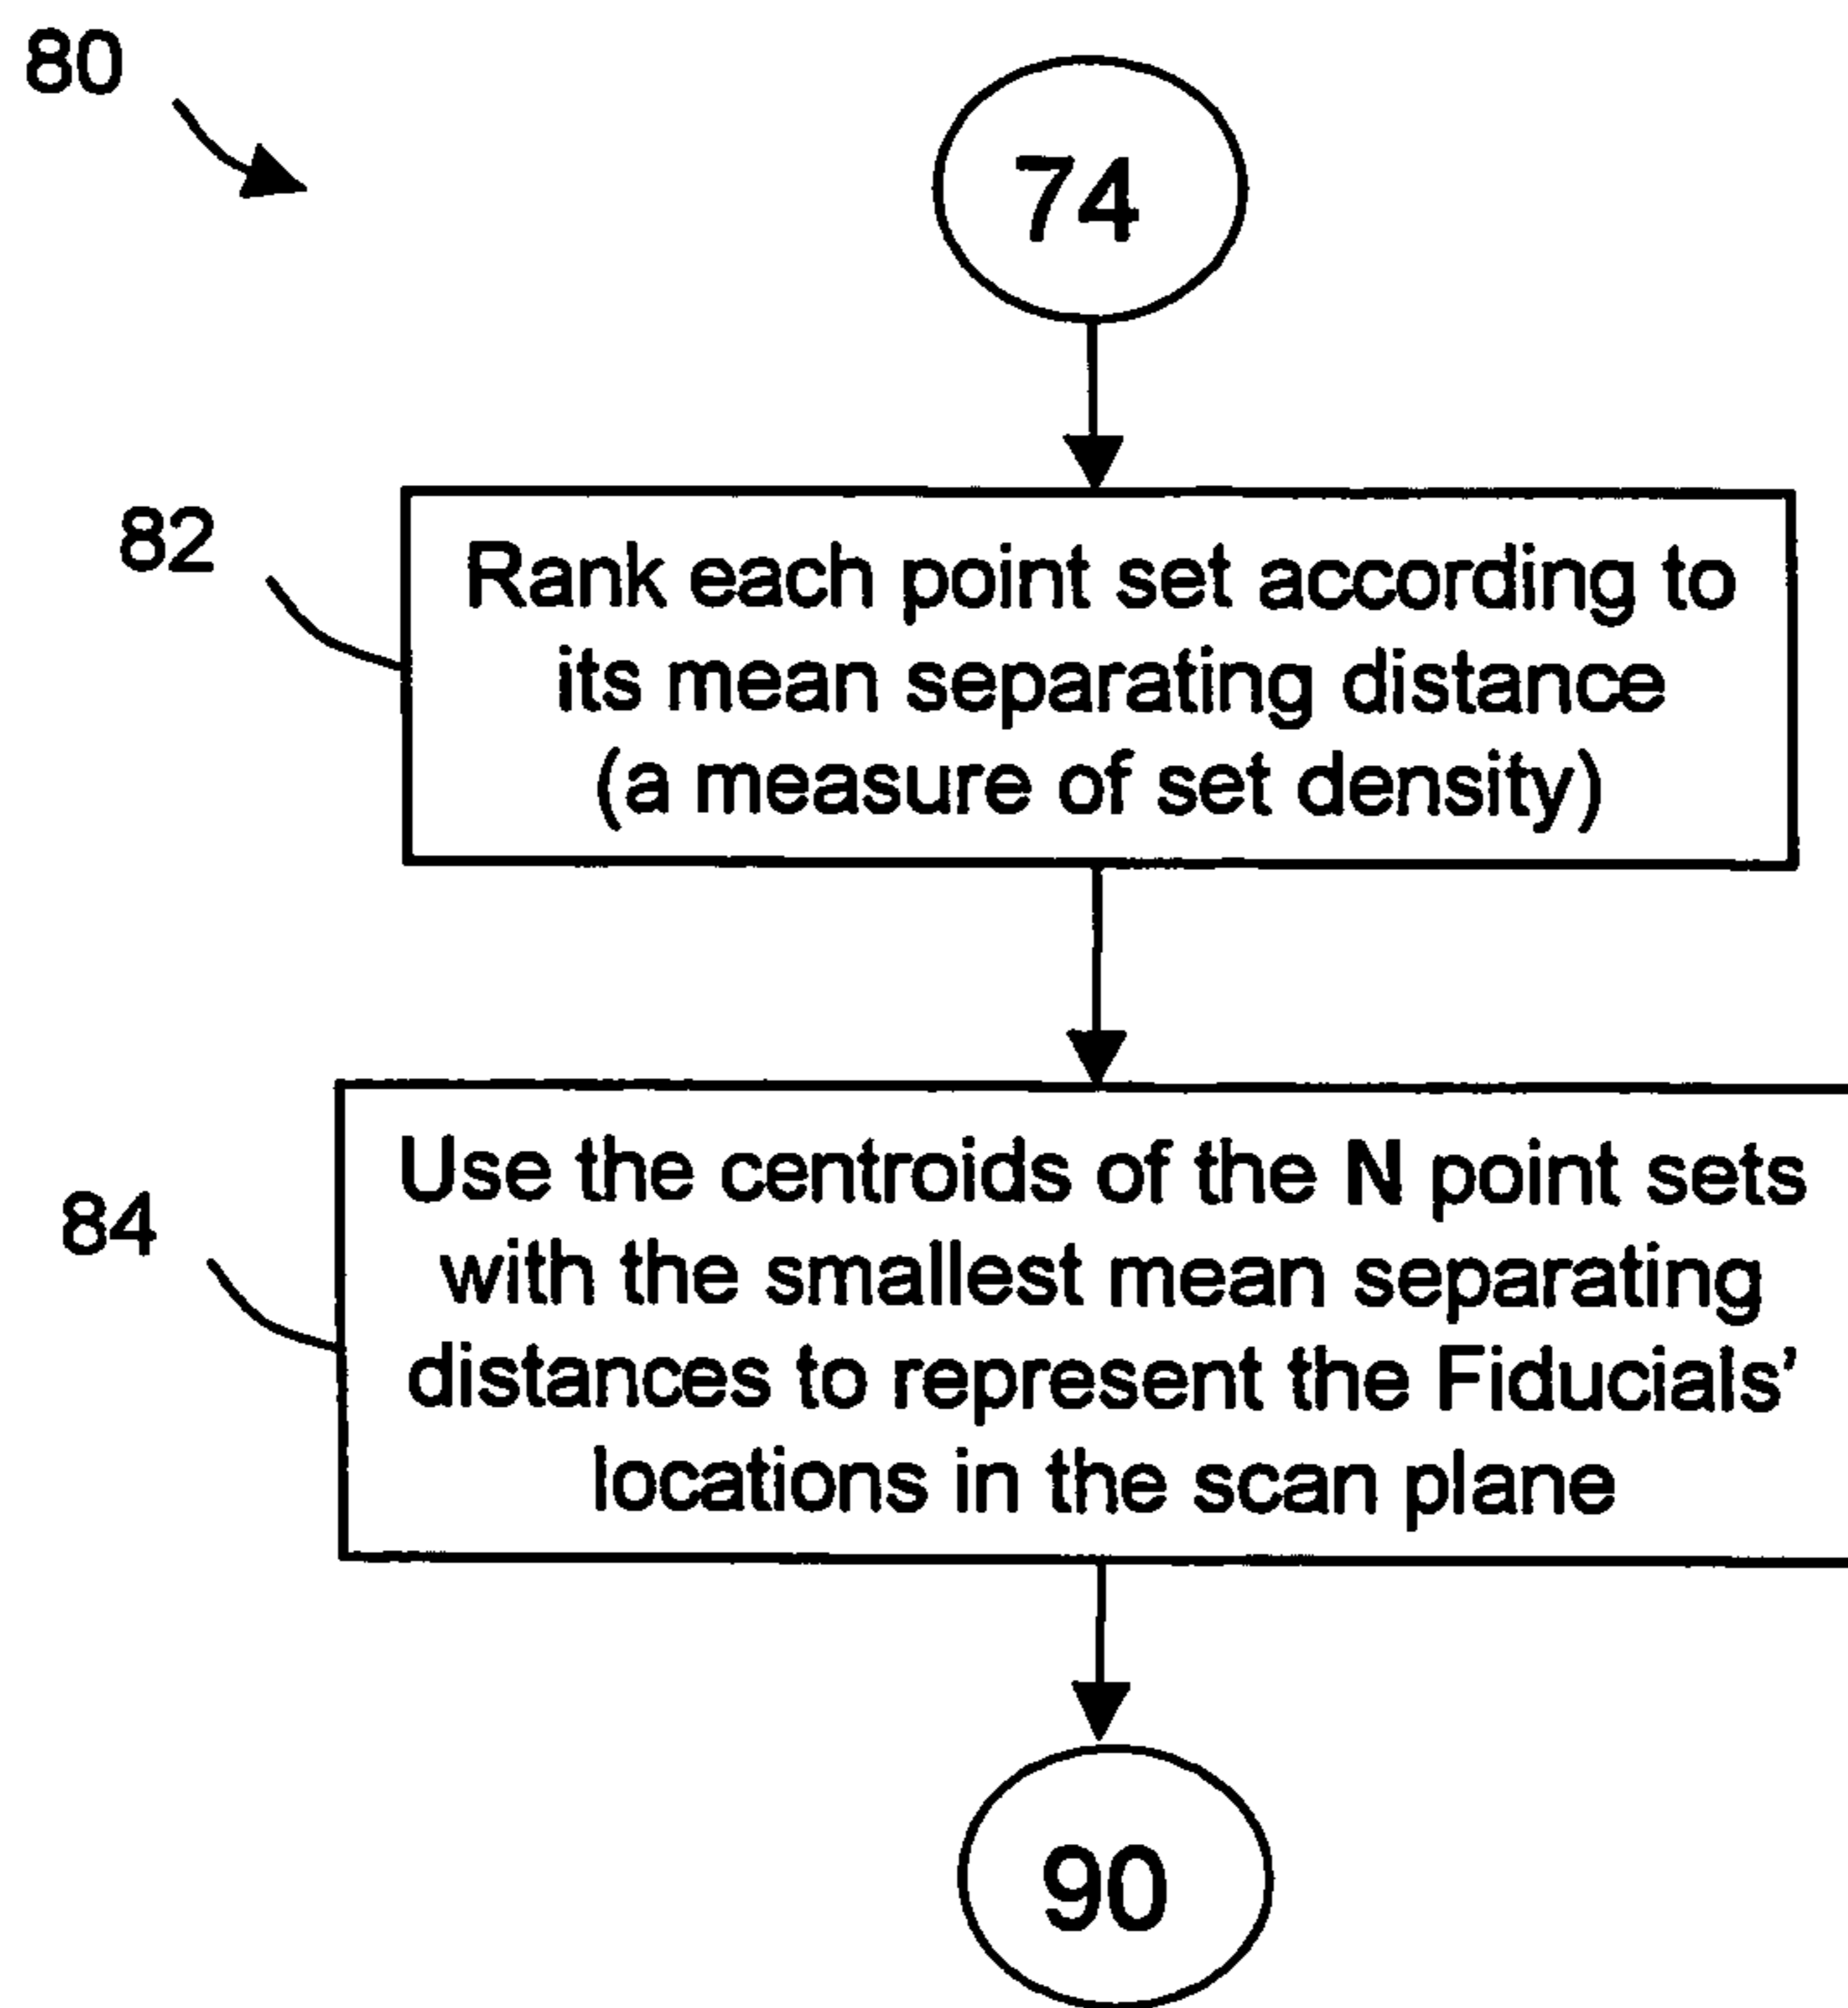 80
74
82
Rank each point set according to
its mean separating distance
(a measure of set density)
84
Use the centroids of the N point sets
with the smallest mean separating
distances to represent the Fiducials'
locations in the scan plane
90